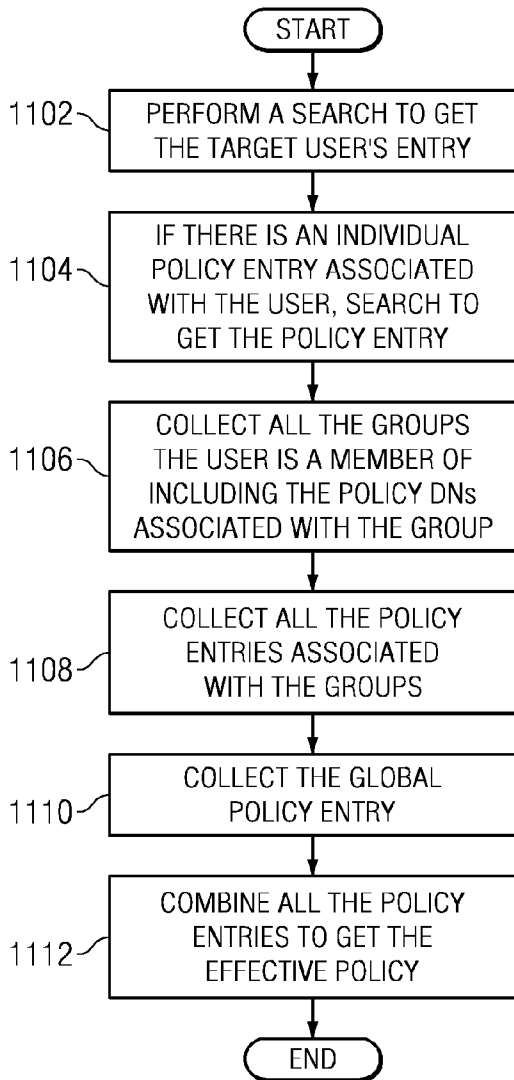 START
1102
PERFORM A SEARCH TO GET
THE TARGET USER'S ENTRY
1104
IF THERE IS AN INDIVIDUAL
POLICY ENTRY ASSOCIATED
WITH THE USER, SEARCH TO
GET THE POLICY ENTRY
1106
COLLECT ALL THE GROUPS
THE USER IS A MEMBER OF
INCLUDING THE POLICY DNs
ASSOCIATED WITH THE GROUP
1108
COLLECT ALL THE POLICY
ENTRIES ASSOCIATED
WITH THE GROUPS
1110
COLLECT THE GLOBAL
POLICY ENTRY
1112
COMBINE ALL THE POLICY
ENTRIES TO GET THE
EFFECTIVE POLICY
END